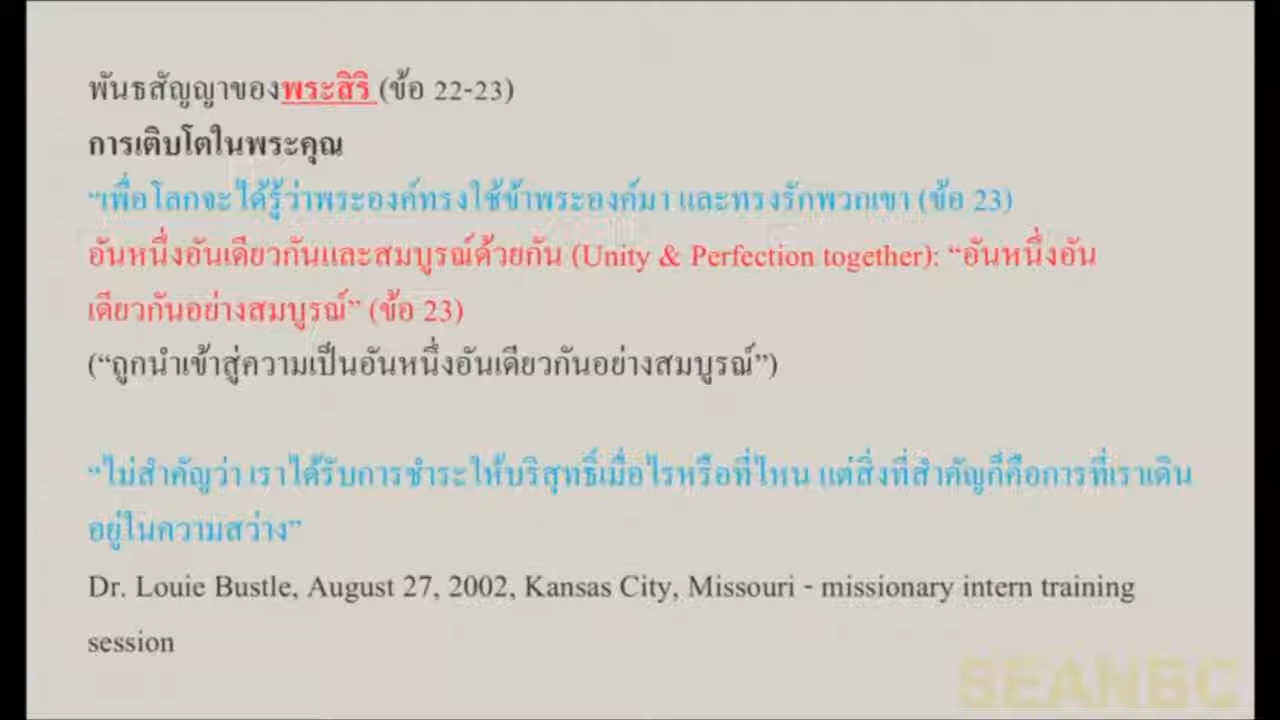 พันธสัญญาของพระสิริ (ข้อ 22-23)
การเติบโตในพระคุณ
“เพื่อโลกจะได้รู้ว่าพระองค์ทรงใช้ข้าพระองค์มา และทรงรักพวกเขา (ข้อ 23)
อันหนึ่งอันเดียวกันและสมบูรณ์ด้วยกัน (Unity & Perfection together): “อันหนึ่งอัน
เดียวกันอย่างสมบูรณ์” (ข้อ 23)
(“ถูกนำเข้าสู่ความเป็นอันหนึ่งอันเดียวกันอย่างสมบูรณ์”)
“ไม่สำคัญว่า เราได้รับการชำระให้บริสุทธิ์เมื่อไรหรือที่ไหน แต่สิ่งที่สำคัญก็คือการที่เราเดิน
อยู่ในความสว่าง”
Dr. Louie Bustle, August 27, 2002, Kansas City, Missouri - missionary intern training
session
SEANBC